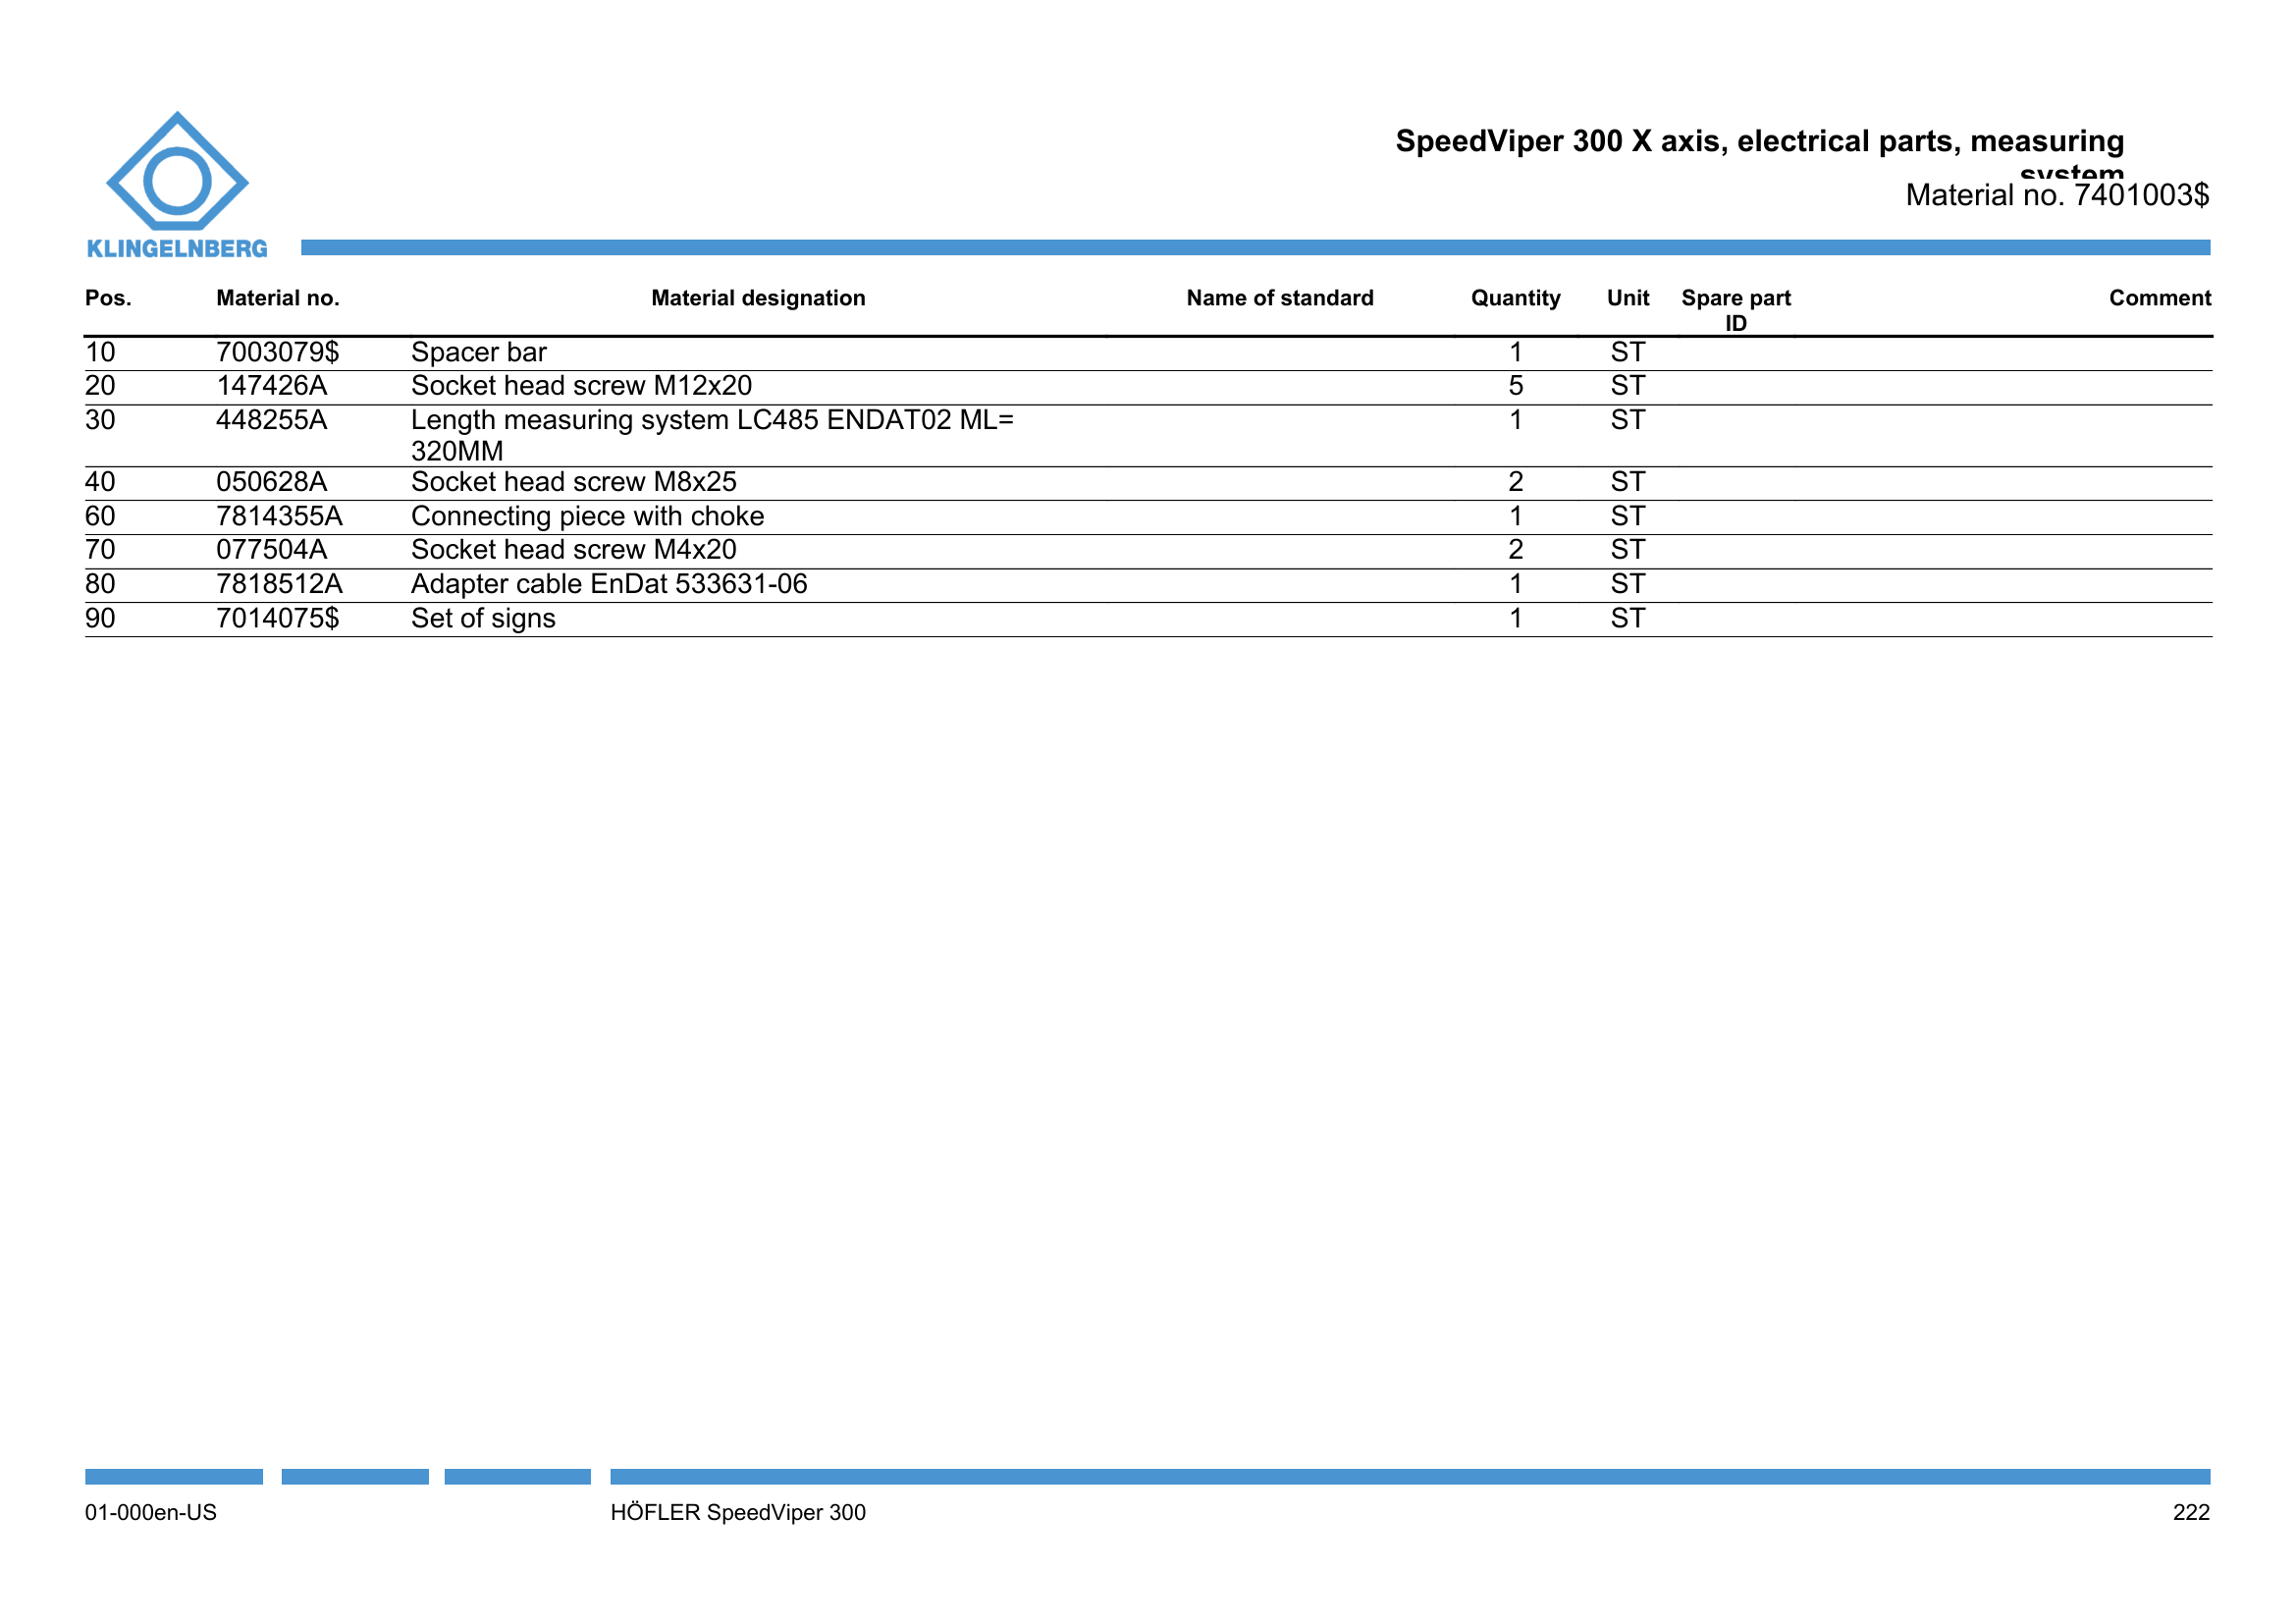 SpeedViper 300 X axis, electrical parts, measuring
system
Material no. 7401003$
KLINGELNBERG
Pos. Material no. Material designation Name of standard Quantity Unit Spare part ID Comment
10 7003079$ Spacer bar 1 ST
20 147426A Socket head screw M12x20 5 ST
30 448255A Length measuring system LC485 ENDAT02 ML= 1 ST
320MM
40 050628A Socket head screw M8x25 2 ST
60 7814355A Connecting piece with choke 1 ST
70 077504A Socket head screw M4x20 2 ST
80 7818512A Adapter cable EnDat 533631-06 1 ST
90 7014075$ Set of signs 1 ST
01-000en-US HÖFLER SpeedViper 300 222